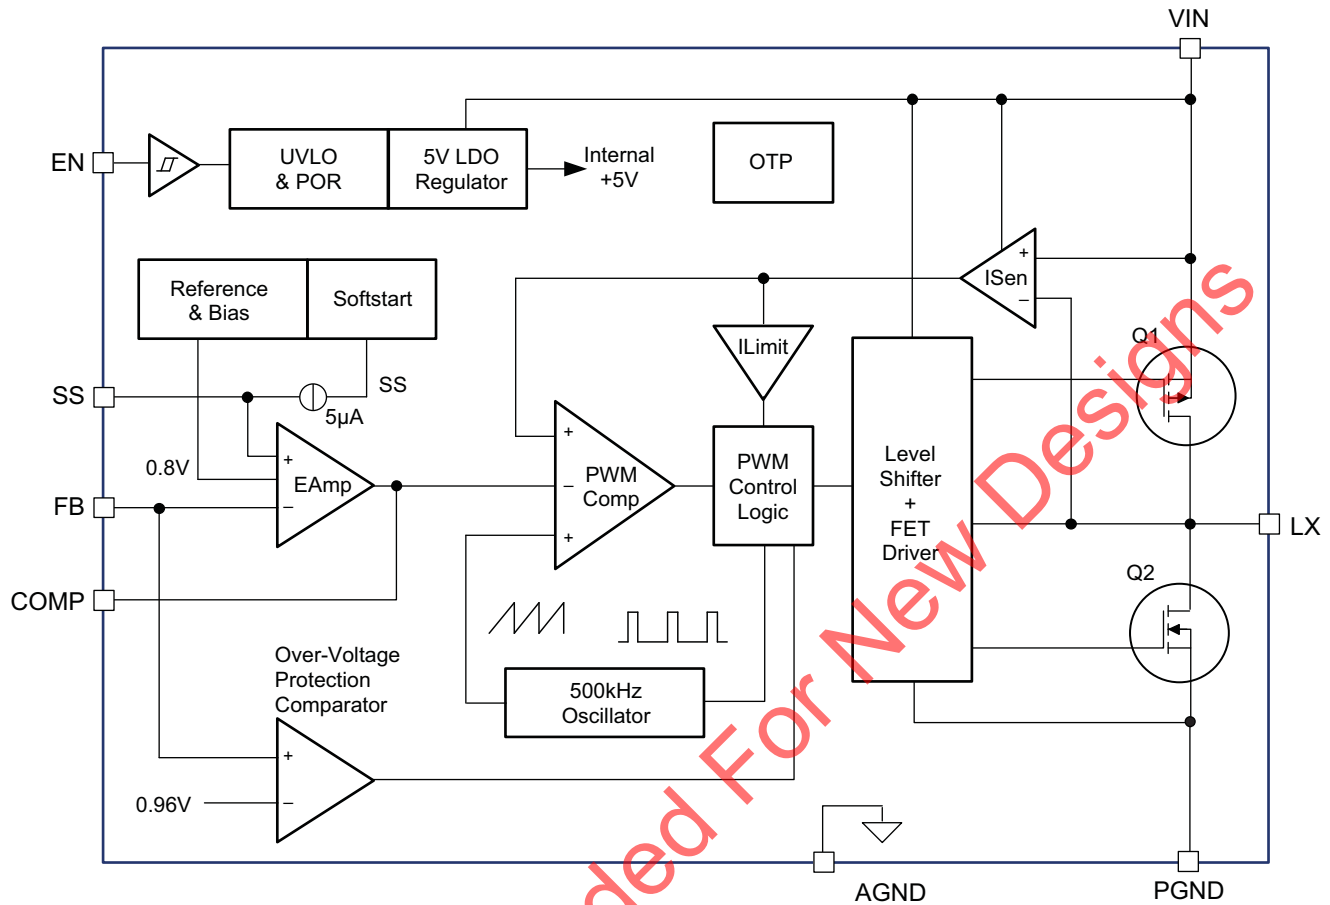 VIN
EN
UVLO
& POR
5V LDO
Regulator
Internal
+5V
OTP
Reference
& Bias
Softstart
+
ISen
−
ILimit
Q1
SS
SS
5µA
0.8V
+
EAmp
−
FB
+
PWM
Comp
−
+
PWM
Control
Logic
Level
Shifter
+
FET
Driver
LX
COMP
Q2
Over-Voltage
Protection
Comparator
500kHz
Oscillator
+
0.96V
−
AGND
PGND
ded For New Designs